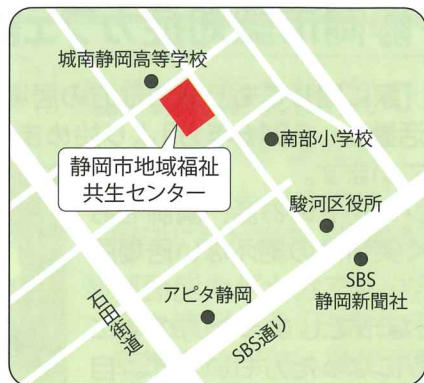 城南静岡高等学校
南部小学校
静岡市地域福祉
共生センター
駿河区役所
SBS
静岡新聞社
アピタ静岡
石田街道
SBS通り